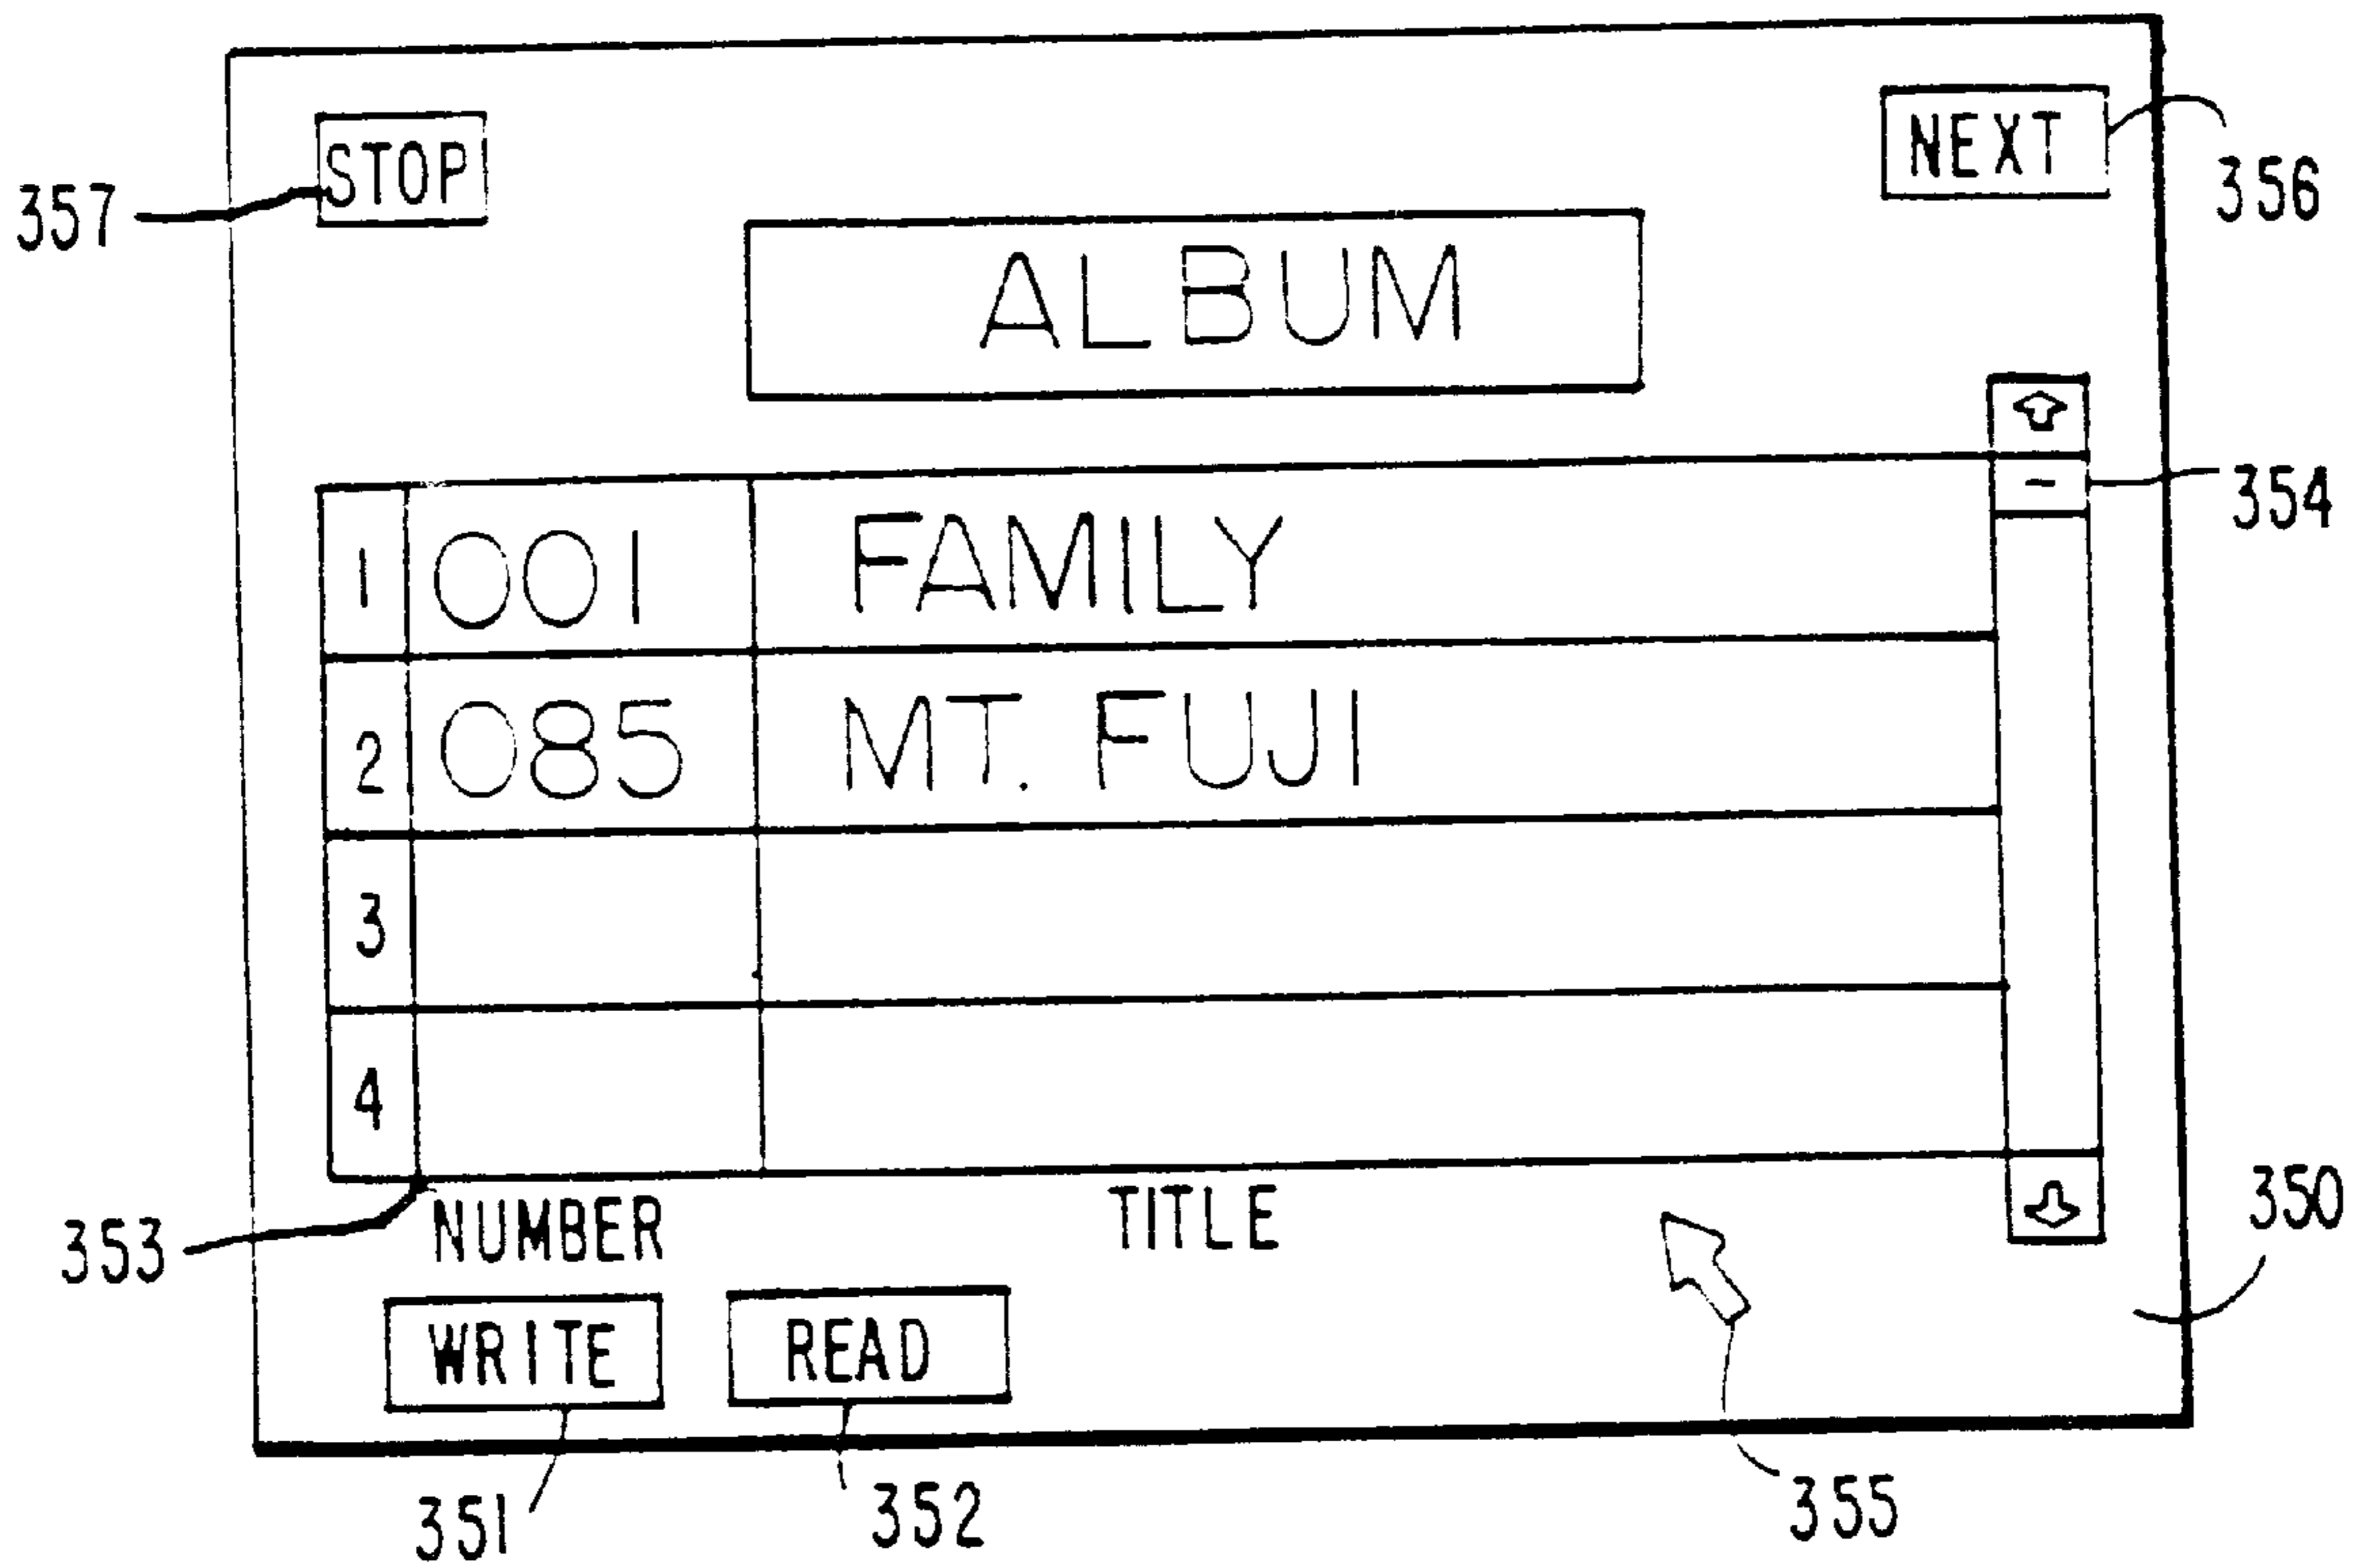 STOP NEXT
357 356
ALBUM
354
1 001 FAMILY
2 085 MT. FUJI
3
4
353 NUMBER TITLE 350
WRITE READ
351 352 355